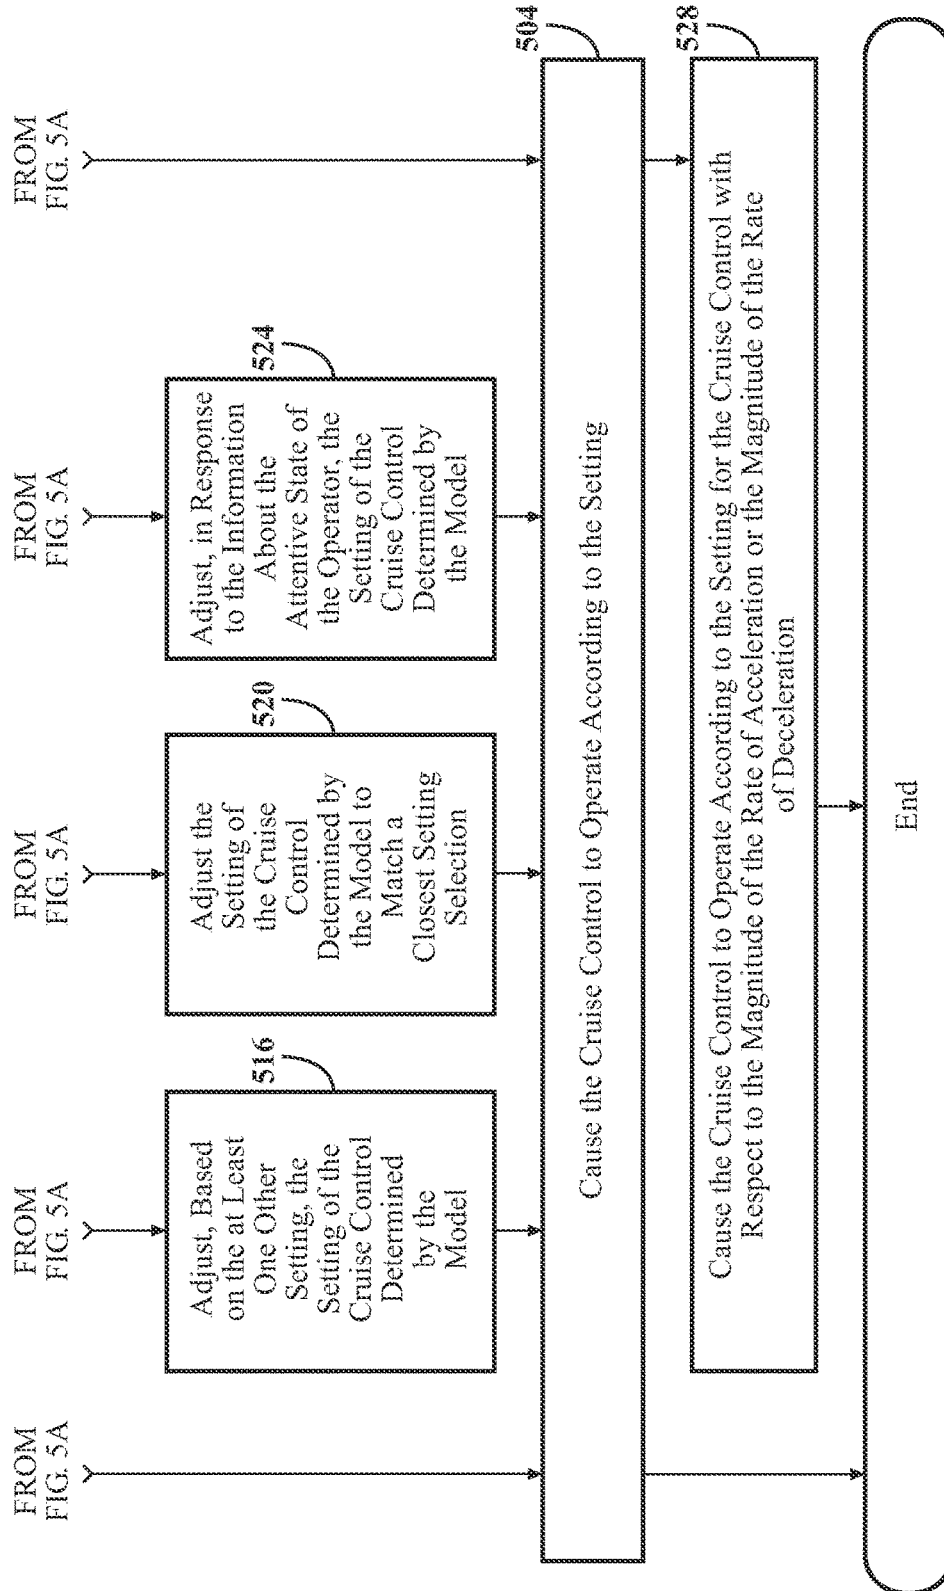 FROM
FIG. 5A
FROM
FIG. 5A
FROM
FIG. 5A
FROM
FIG. 5A
FROM
FIG. 5A
516
Adjust, Based
on the at Least
One Other
Setting, the
Setting of the
Cruise Control
Determined
by the
Model
520
Adjust the
Setting of
the Cruise
Control
Determined by
the Model to
Match a
Closest Setting
Selection
524
Adjust, in Response
to the Information
About the
Attentive State of
the Operator, the
Setting of the
Cruise Control
Determined by
the Model
504
Cause the Cruise Control to Operate According to the Setting
528
Cause the Cruise Control to Operate According to the Setting for the Cruise Control with
Respect to the Magnitude of the Rate of Acceleration or the Magnitude of the Rate
of Deceleration
End